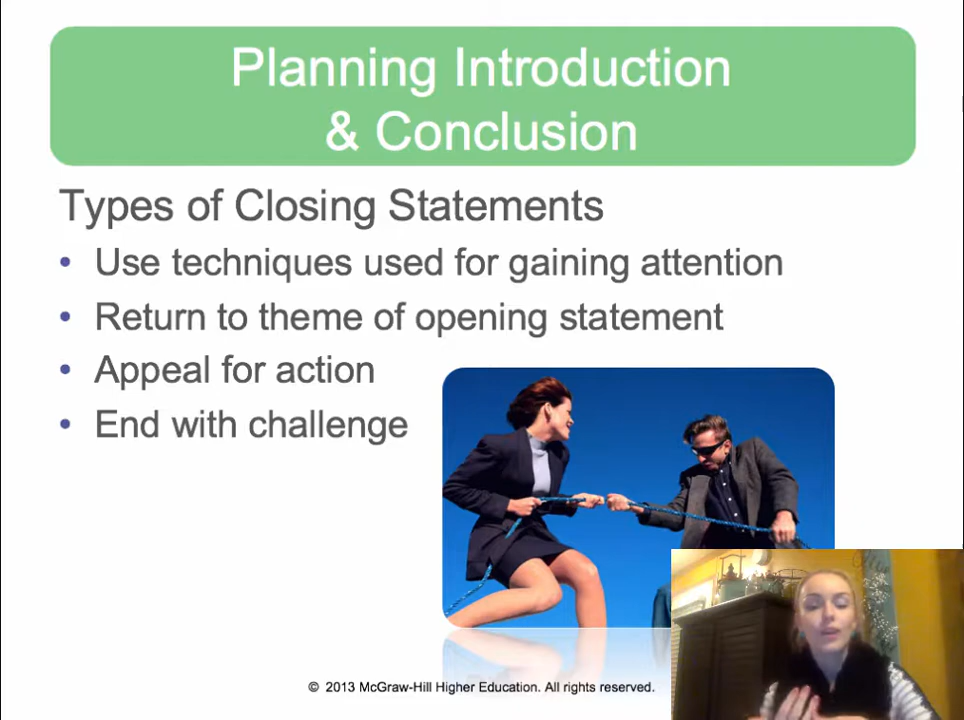 Planning Introduction
& Conclusion
Types of Closing Statements
• Use techniques used for gaining attention
• Return to theme of opening statement
• Appeal for action
• End with challenge
© 2013 McGraw-Hill Higher Education. All rights reserved.